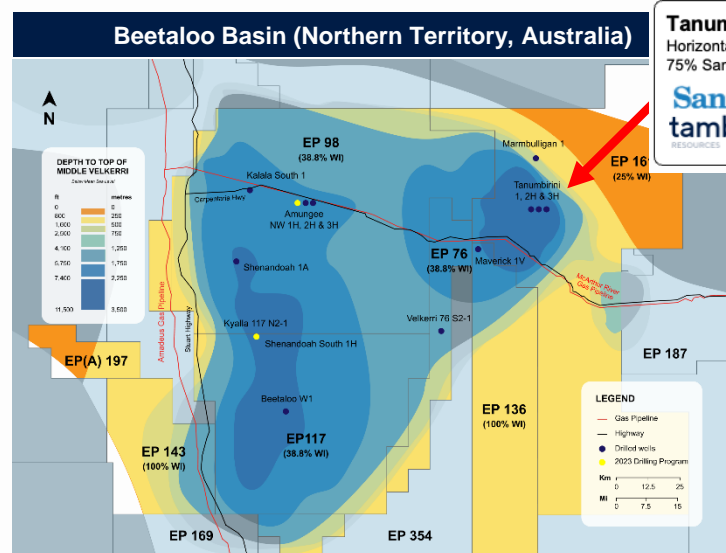 Beetaloo Basin (Northern Territory, Australia)
Tanum
Horizonta
75% San
San
tamb
RESOURCES
N
DEPTH TO TOP OF
MIDDLE VELKERRI
ft
metres
0
0
800
250
1,600
500
2,500
750
4,100
1,250
5,750
1,750
7,400
2,250
11,500
3,500
EP 98
(38.8% WI)
Marmbulligan 1
EP 161
(25% WI)
Kalala South 1
Carpentaria Hwy
Tanumbirini
1, 2H & 3H
Amungee
NW 1H, 2H & 3H
EP 76
(38.8% WI)
Maverick 1V
Shenandoah 1A
McArthur River
Gas Pipeline
Amadeus Gas Pipeline
Stuart Highway
Kyalla 117 N2-1
Shenandoah South 1H
Velkerri 76 S2-1
EP(A) 197
EP 187
Beetaloo W1
EP 136
(100% WI)
EP 143
(100% WI)
EP117
(38.8% WI)
EP 169
EP 354
LEGEND
Gas Pipeline
Highway
Drilled wells
2023 Drilling Program
Km
0 12.5 25
Mi
0 7.5 15